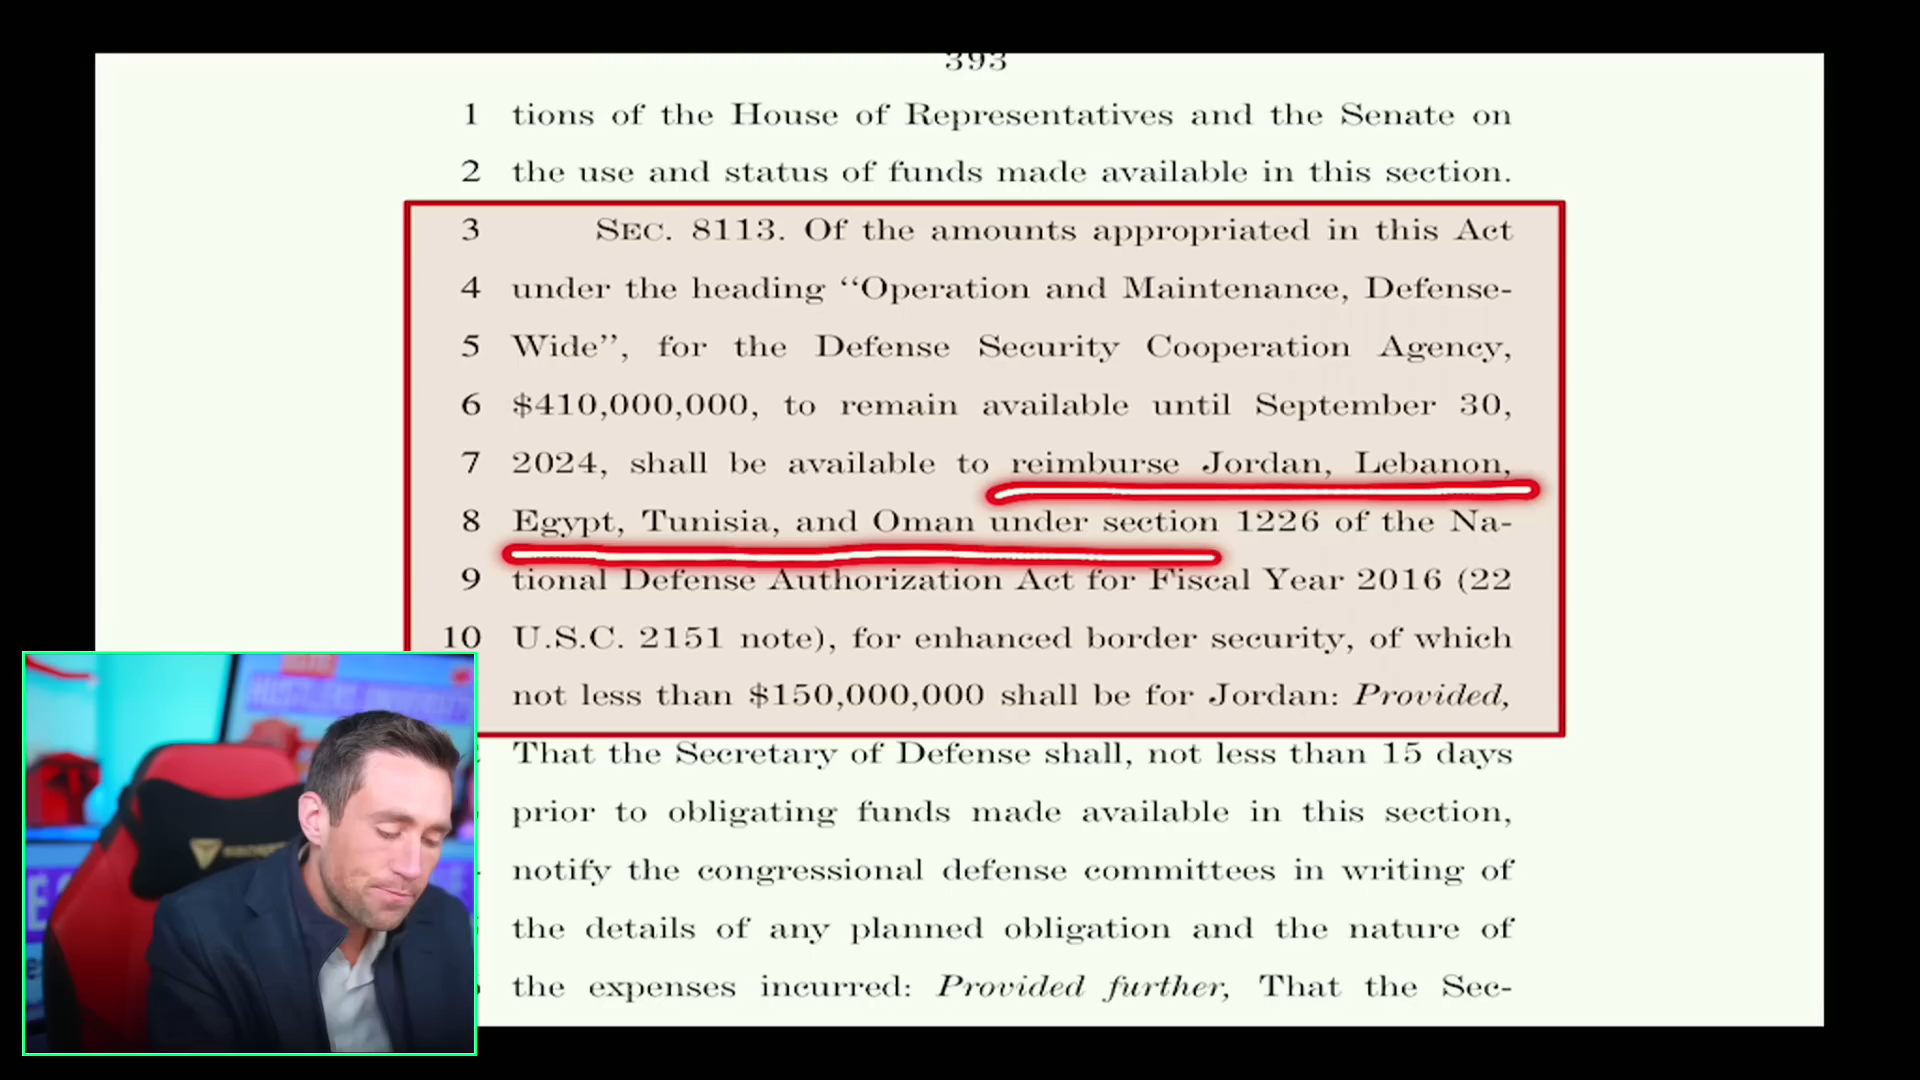 393
1 tions of the House of Representatives and the Senate on
2 the use and status of funds made available in this section.
3 SEC. 8113. Of the amounts appropriated in this Act
4 under the heading ‘‘Operation and Maintenance, Defense-
5 Wide’’, for the Defense Security Cooperation Agency,
6 $410,000,000, to remain available until September 30,
7 2024, shall be available to reimburse Jordan, Lebanon,
8 Egypt, Tunisia, and Oman under section 1226 of the Na-
9 tional Defense Authorization Act for Fiscal Year 2016 (22
10 U.S.C. 2151 note), for enhanced border security, of which
not less than $150,000,000 shall be for Jordan: Provided,
That the Secretary of Defense shall, not less than 15 days
prior to obligating funds made available in this section,
notify the congressional defense committees in writing of
the details of any planned obligation and the nature of
the expenses incurred: Provided further, That the Sec-